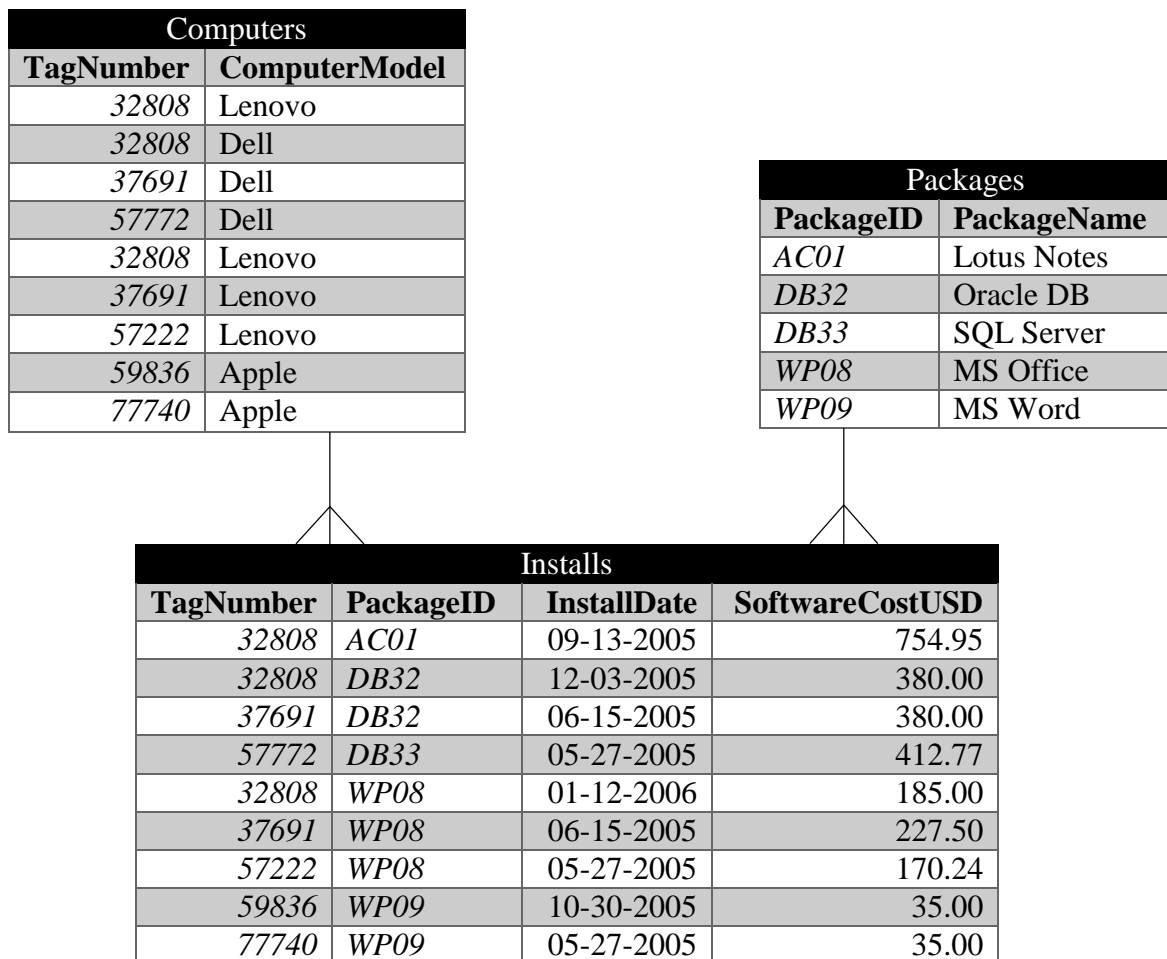 Computers
TagNumber ComputerModel
32808 Lenovo
32808 Dell
37691 Dell
57772 Dell
32808 Lenovo
37691 Lenovo
57222 Lenovo
59836 Apple
77740 Apple
Packages
PackageID PackageName
AC01 Lotus Notes
DB32 Oracle DB
DB33 SQL Server
WP08 MS Office
WP09 MS Word
Installs
TagNumber PackageID InstallDate SoftwareCostUSD
32808 AC01 09-13-2005 754.95
32808 DB32 12-03-2005 380.00
37691 DB32 06-15-2005 380.00
57772 DB33 05-27-2005 412.77
32808 WP08 01-12-2006 185.00
37691 WP08 06-15-2005 227.50
57222 WP08 05-27-2005 170.24
59836 WP09 10-30-2005 35.00
77740 WP09 05-27-2005 35.00